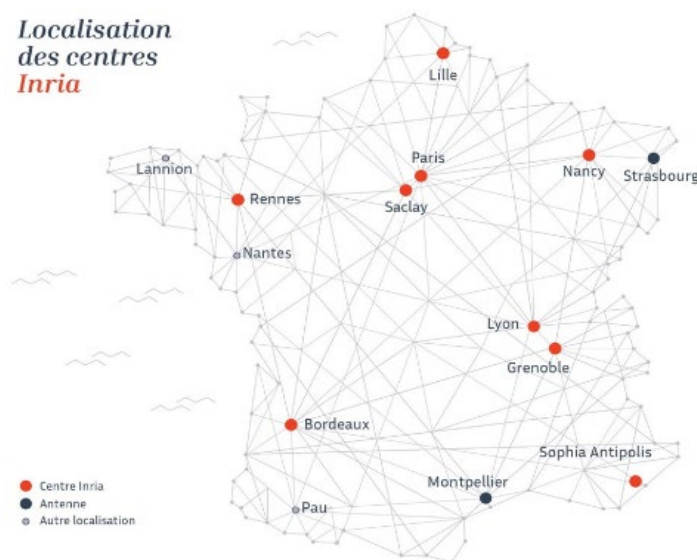 Localisation
des centres
Inria
Lille
Paris
Lannion
Nancy
Strasbourg
Rennes
Saclay
Nantes
Lyon
Grenoble
Bordeaux
Sophia Antipolis
Montpellier
Pau
Centre Inria
Antenne
Autre localisation